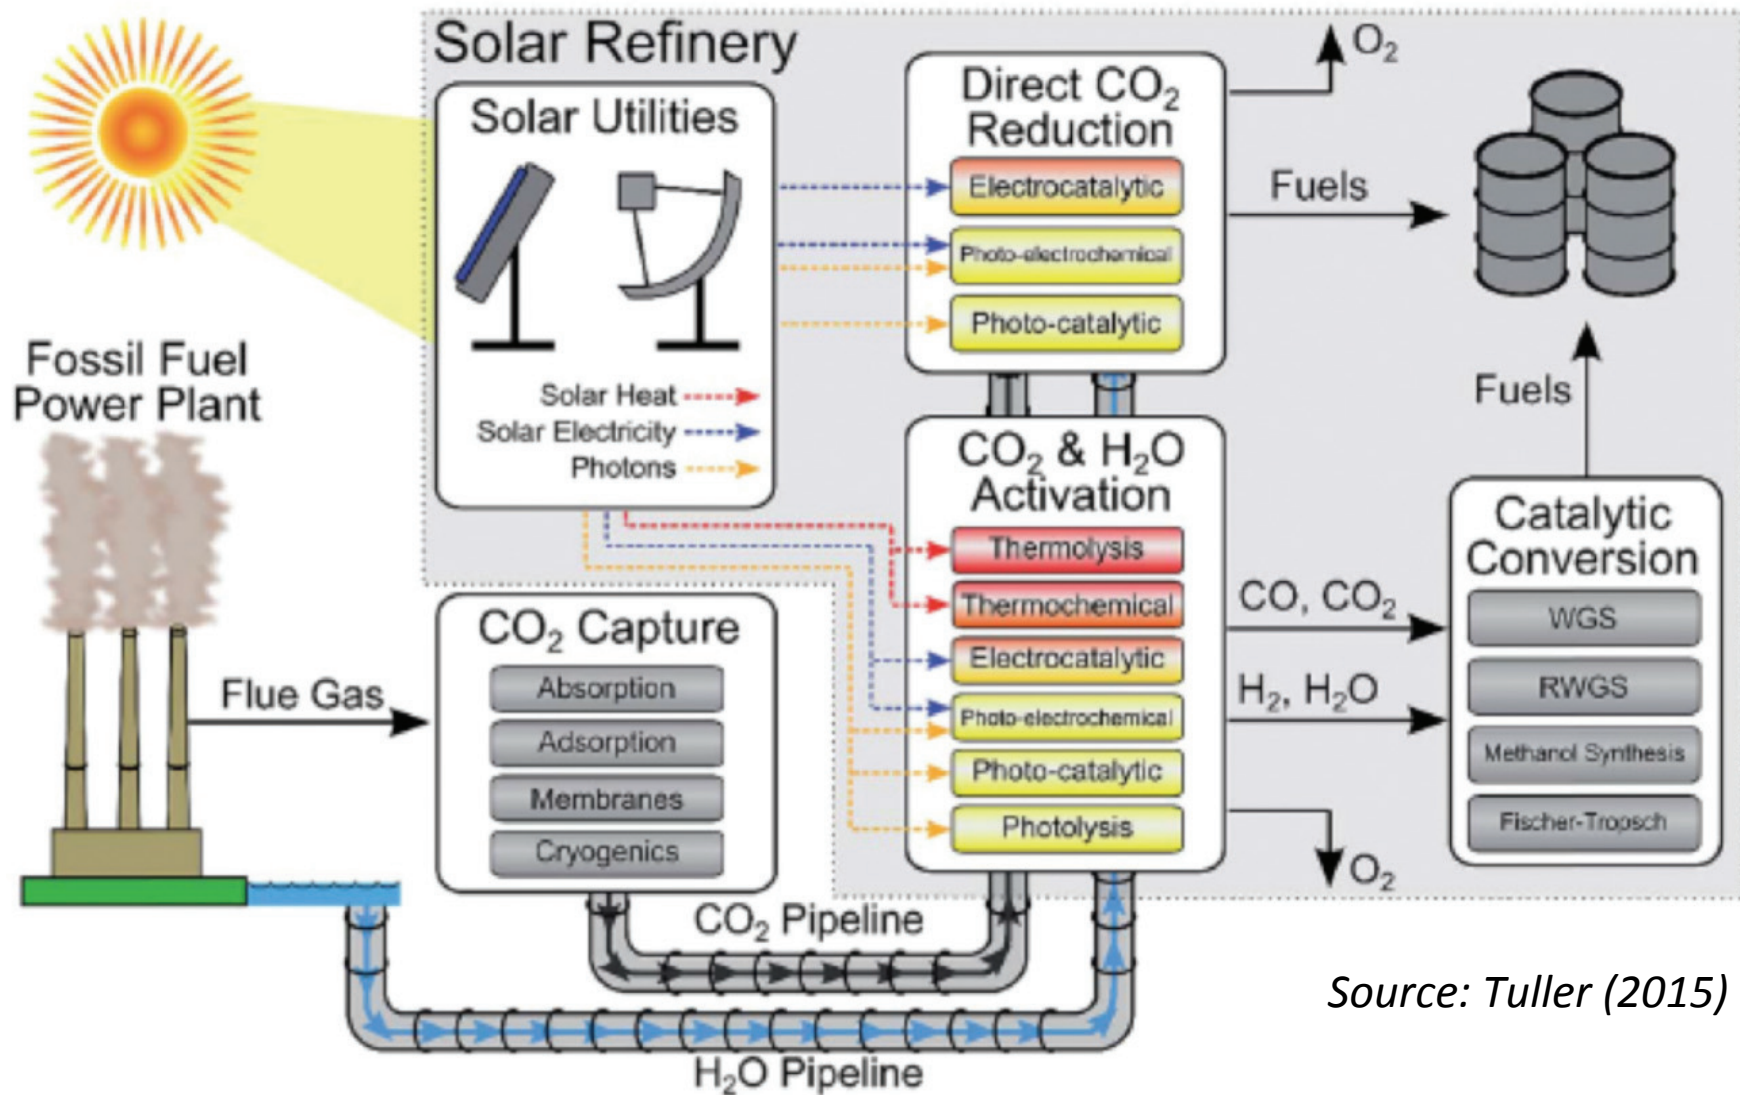 Solar Refinery
Solar Utilities
Solar Heat
Solar Electricity
Photons
Fossil Fuel
Power Plant
Flue Gas
CO₂ Capture
Absorption
Adsorption
Membranes
Cryogenics
CO₂ Pipeline
H₂O Pipeline
Direct CO₂
Reduction
Electrocatalytic
Photo-electrochemical
Photo-catalytic
O₂
Fuels
CO₂ & H₂O
Activation
Thermolysis
Thermochemical
Electrocatalytic
Photo-electrochemical
Photo-catalytic
Photolysis
CO, CO₂
H₂, H₂O
O₂
Fuels
Catalytic
Conversion
WGS
RWGS
Methanol Synthesis
Fischer-Tropsch
Source: Tuller (2015)